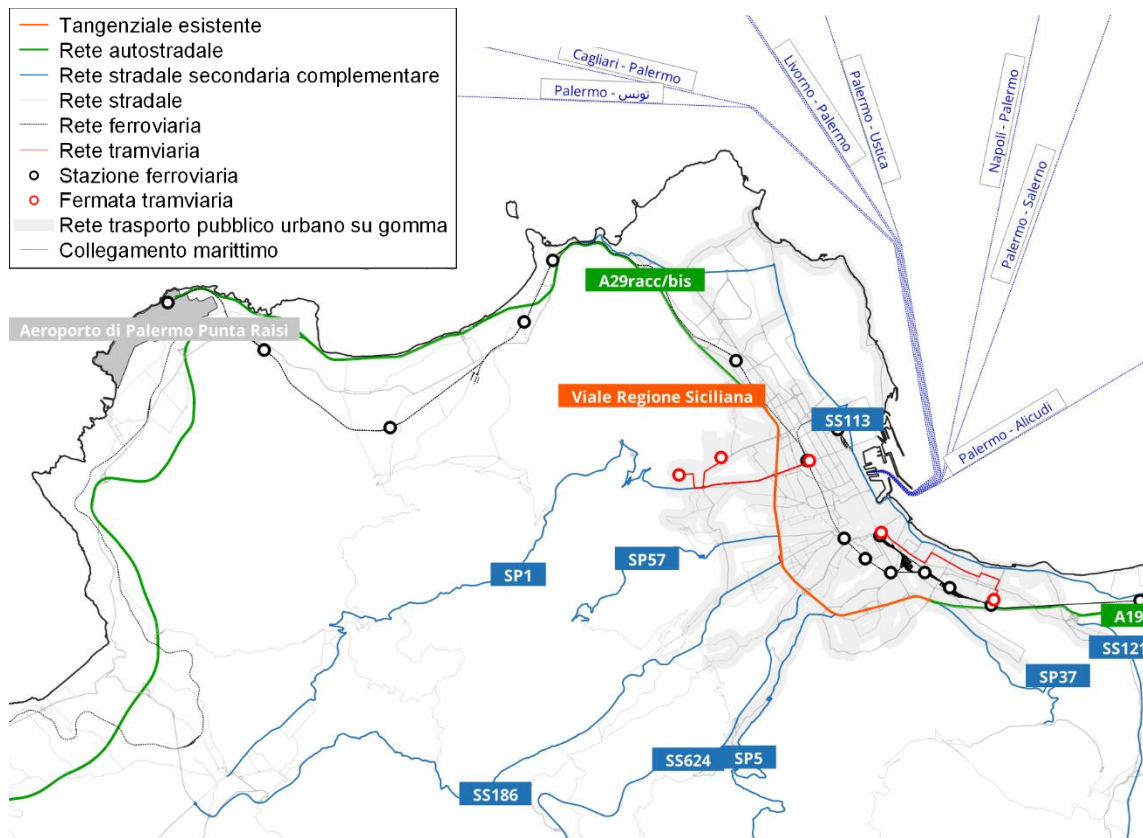 Tangenziale esistente
Rete autostradale
Rete stradale secondaria complementare
Rete stradale
Rete ferroviaria
Rete tramviaria
Stazione ferroviaria
Fermata tramviaria
Rete trasporto pubblico urbano su gomma
Collegamento marittimo
Cagliari - Palermo
Palermo - تونس
Livorno - Palermo
Palermo - Ustica
Napoli - Palermo
Palermo - Salerno
Palermo - Alicudi
A29racc/bis
Aeroporto di Palermo Punta Raisi
Viale Regione Siciliana
SS113
SP57
SP1
A19
SS121
SP37
SS624
SP5
SS186